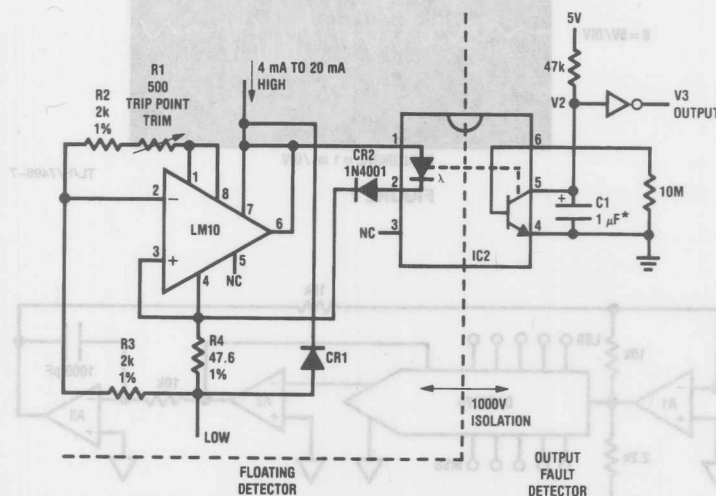 5V
47k
4 mA TO 20 mA
HIGH
R1
500
TRIP POINT
TRIM
R2
2k
1%
V2
V3
OUTPUT
1
6
CR2
1N4001
1
8
2
−
7
6
2
λ
5
+
C1
1 μF*
10M
LM10
3
+
5
NC
4
NC
3
4
IC2
R3
2k
1%
R4
47.6
1%
CR1
1000V
ISOLATION
LOW
FLOATING
DETECTOR
OUTPUT
FAULT
DETECTOR